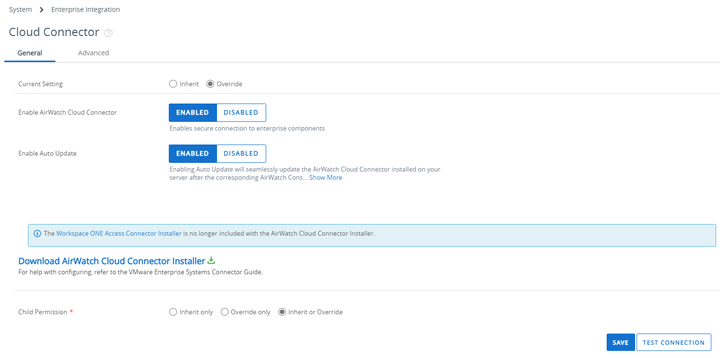 System > Enterprise Integration
Cloud Connector ?
General Advanced
Current Setting Inherit Override
Enable AirWatch Cloud Connector ENABLED DISABLED
Enables secure connection to enterprise components
Enable Auto Update ENABLED DISABLED
Enabling Auto Update will seamlessly update the AirWatch Cloud Connector installed on your
server after the corresponding AirWatch Cons... Show More
The Workspace ONE Access Connector Installer is no longer included with the AirWatch Cloud Connector Installer.
Download AirWatch Cloud Connector Installer
For help with configuring, refer to the VMware Enterprise Systems Connector Guide.
Child Permission * Inherit only Override only Inherit or Override
SAVE TEST CONNECTION